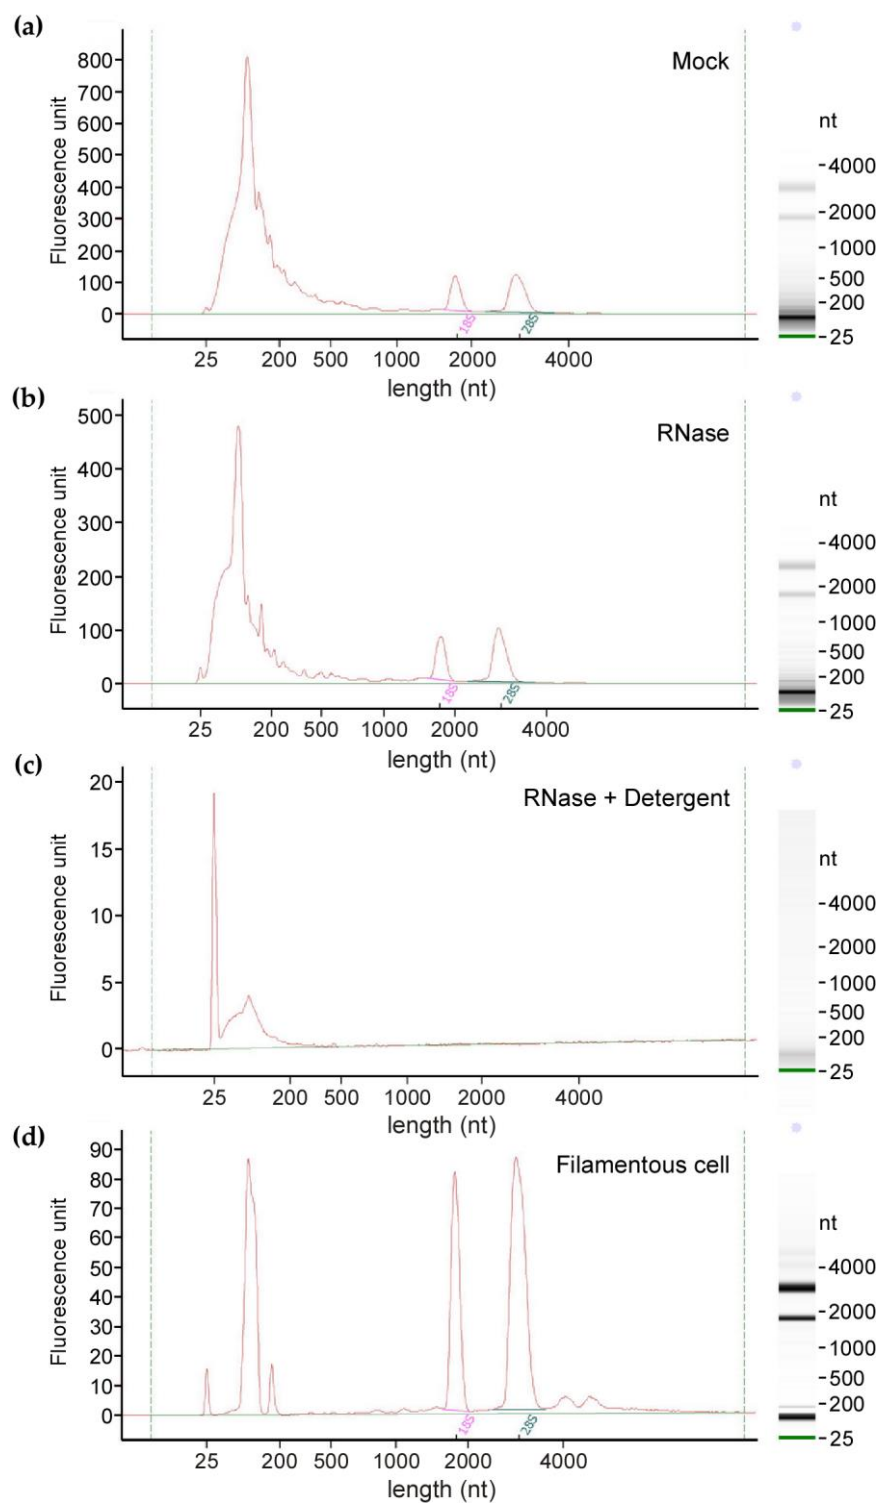 (a)
Mock
Fluorescence unit
800
700
600
500
400
300
200
100
0
18S
28S
25 200 500 1000 2000 4000
length (nt)
nt
4000
2000
1000
500
200
25
(b)
RNase
Fluorescence unit
500
400
300
200
100
0
18S
28S
25 200 500 1000 2000 4000
length (nt)
nt
4000
2000
1000
500
200
25
(c)
RNase + Detergent
Fluorescence unit
20
15
10
5
0
25 200 500 1000 2000 4000
length (nt)
nt
4000
2000
1000
500
200
25
(d)
Filamentous cell
Fluorescence unit
90
80
70
60
50
40
30
20
10
0
18S
28S
25 200 500 1000 2000 4000
length (nt)
nt
4000
2000
1000
500
200
25